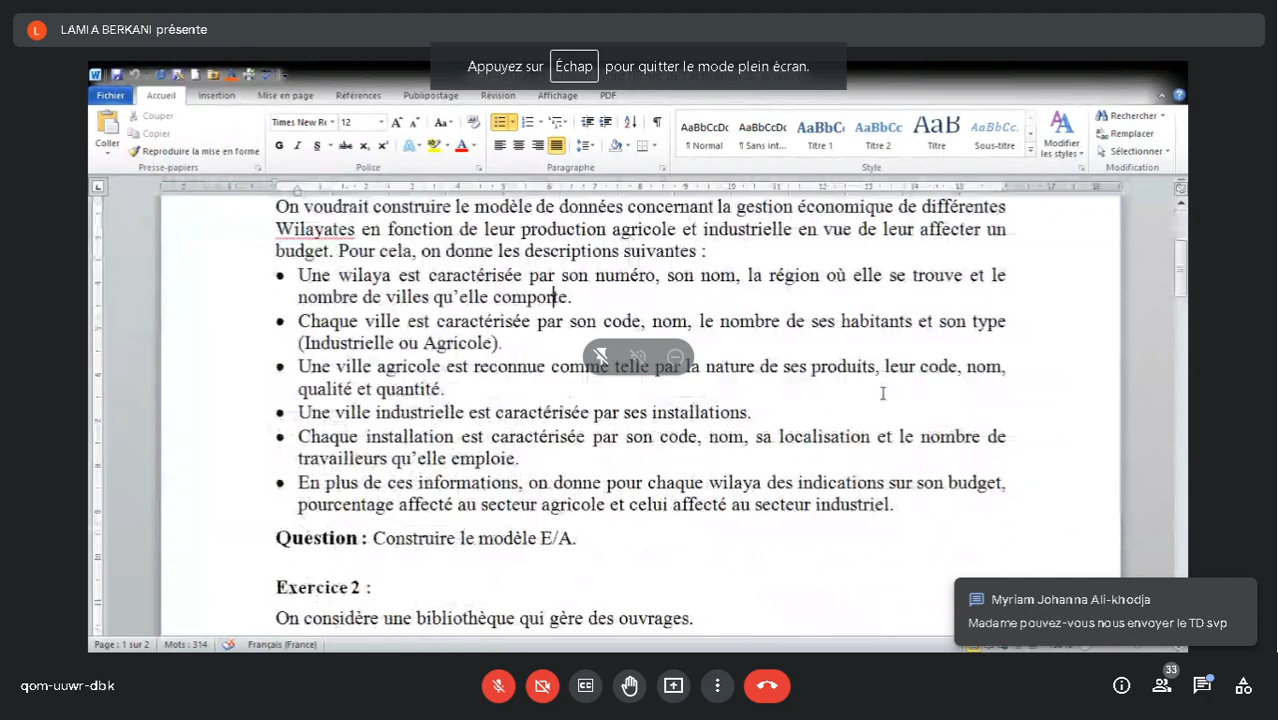 L
LAMIA BERKANI présente
Appuyez sur Échap pour quitter le mode plein écran.
Fichier Accueil Insertion Mise en page Références Publipostage Révision Affichage PDF
Coller
Couper
Copier
Reproduire la mise en forme
Presse-papiers
Times New Ro 12
Police
Paragraphe
AaBbCcDc AaBbCcDc AaBbC AaBbCc AaB AaBbCc.
¶ Normal ¶ Sans int... Titre 1 Titre 2 Titre Sous-titre
Modifier les styles
Style
Rechercher
Remplacer
Sélectionner
Modification
On voudrait construire le modèle de données concernant la gestion économique de différentes
Wilayates en fonction de leur production agricole et industrielle en vue de leur affecter un
budget. Pour cela, on donne les descriptions suivantes :
• Une wilaya est caractérisée par son numéro, son nom, la région où elle se trouve et le
nombre de villes qu'elle comporte.
• Chaque ville est caractérisée par son code, nom, le nombre de ses habitants et son type
(Industrielle ou Agricole).
• Une ville agricole est reconnue comme telle par la nature de ses produits, leur code, nom,
qualité et quantité.
• Une ville industrielle est caractérisée par ses installations.
• Chaque installation est caractérisée par son code, nom, sa localisation et le nombre de
travailleurs qu'elle emploie.
• En plus de ces informations, on donne pour chaque wilaya des indications sur son budget,
pourcentage affecté au secteur agricole et celui affecté au secteur industriel.
Question : Construire le modèle E/A.
Exercice 2 :
On considère une bibliothèque qui gère des ouvrages.
Myriam Johanna Ali-khodja
Madame pouvez-vous nous envoyer le TD svp
Page : 1 sur 2 Mots : 314 Français (France)
qom-uuwr-dbk
33